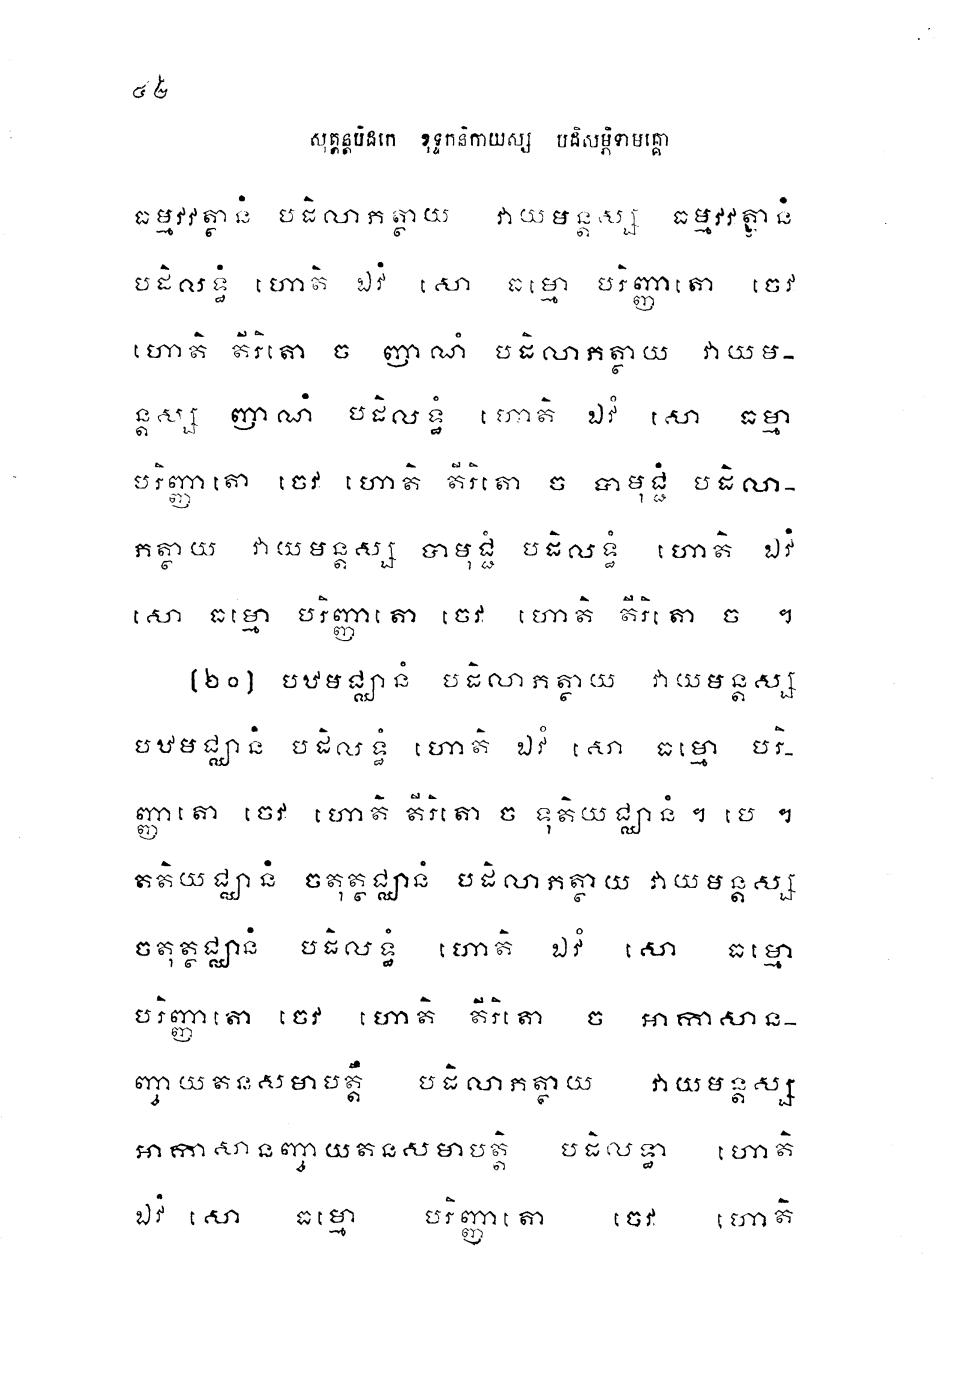 ៤៥
សុត្តន្តបិដកេ ខុទ្ទកនិកាយស្ស បដិសម្ភិទាមគ្គោ
ធម្មវវត្ថានំ បដិលាភត្ថាយ វាយមន្តស្ស ធម្មវវត្ថានំ
បដិលទ្ធំ ហោតិ ឯវំ សោ ធម្មោ បរិញ្ញាតោ ចេវ
ហោតិ តីរិតោ ច ញាណំ បដិលាភត្ថាយ វាយម-
ន្តស្ស ញាណំ បដិលទ្ធំ ហោតិ ឯវំ សោ ធម្មោ
បរិញ្ញាតោ ចេវ ហោតិ តីរិតោ ច បាមុជ្ជំ បដិលា-
ភត្ថាយ វាយមន្តស្ស បាមុជ្ជំ បដិលទ្ធំ ហោតិ ឯវំ
សោ ធម្មោ បរិញ្ញាតោ ចេវ ហោតិ តីរិតោ ច ។
(២០) បឋមជ្ឈានំ បដិលាភត្ថាយ វាយមន្តស្ស
បឋមជ្ឈានំ បដិលទ្ធំ ហោតិ ឯវំ សោ ធម្មោ បរិ-
ញ្ញាតោ ចេវ ហោតិ តីរិតោ ច ទុតិយជ្ឈានំ ។ បេ ។
តតិយជ្ឈានំ ចតុត្ថជ្ឈានំ បដិលាភត្ថាយ វាយមន្តស្ស
ចតុត្ថជ្ឈានំ បដិលទ្ធំ ហោតិ ឯវំ សោ ធម្មោ
បរិញ្ញាតោ ចេវ ហោតិ តីរិតោ ច អាកាសាន-
ញ្ចាយតនសមាបត្តឹ បដិលាភត្ថាយ វាយមន្តស្ស
អាកាសានញ្ចាយតនសមាបត្តិ បដិលទ្ធា ហោតិ
ឯវំ សោ ធម្មោ បរិញ្ញាតោ ចេវ ហោតិ